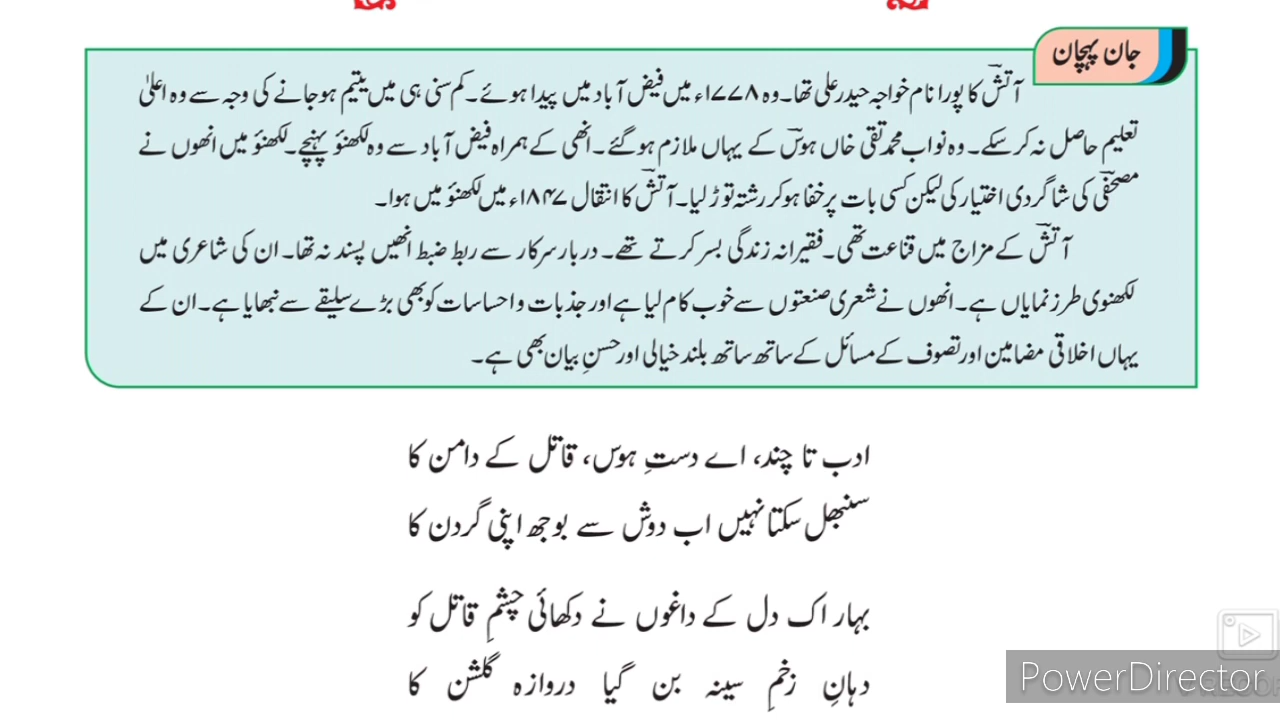 جان پہچان
آتشؔ کا پورا نام خواجہ حیدر علی تھا۔ وہ ۱۷۷۸ء میں فیض آباد میں پیدا ہوئے۔ کم سنی ہی میں یتیم ہو جانے کی وجہ سے وہ اعلیٰ
تعلیم حاصل نہ کر سکے۔ وہ نواب محمد تقی خاں ہوسؔ کے یہاں ملازم ہو گئے۔ انھی کے ہمراہ فیض آباد سے وہ لکھنؤ پہنچے۔ لکھنؤ میں انھوں نے
مصحفیؔ کی شاگردی اختیار کی لیکن کسی بات پر خفا ہو کر رشتہ توڑ لیا۔ آتشؔ کا انتقال ۱۸۴۷ء میں لکھنؤ میں ہوا۔
آتشؔ کے مزاج میں قناعت تھی۔ فقیرانہ زندگی بسر کرتے تھے۔ دربار سرکار سے ربط ضبط انھیں پسند نہ تھا۔ ان کی شاعری میں
لکھنوی طرز نمایاں ہے۔ انھوں نے شعری صنعتوں سے خوب کام لیا ہے اور جذبات و احساسات کو بھی بڑے سلیقے سے نبھایا ہے۔ ان کے
یہاں اخلاقی مضامین اور تصوف کے مسائل کے ساتھ ساتھ بلند خیالی اور حسنِ بیان بھی ہے۔
ادب تا چند، اے دستِ ہوس، قاتل کے دامن کا
سنبھل سکتا نہیں اب دوش سے بوجھ اپنی گردن کا
بہار اک دل کے داغوں نے دکھائی چشمِ قاتل کو
دہانِ زخمِ سینہ بن گیا دروازہ گلشن کا
PowerDirector